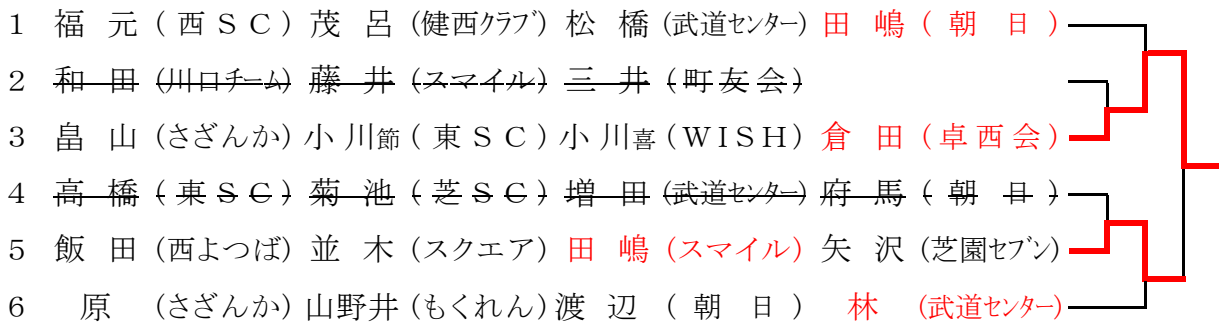 1 福 元 (西SC) 茂 呂 (健西クラブ) 松 橋 (武道センター) 田 嶋 (朝 日)
2 和 田 (川口チーム) 藤 井 (スマイル) 三 井 (町友会)
3 畠 山 (さざんか) 小川節 (東SC) 小川喜 (WISH) 倉 田 (卓西会)
4 高 橋 (東SC) 菊 池 (芝SC) 増 田 (武道センター) 府 馬 (朝 日)
5 飯 田 (西よつば) 並 木 (スクエア) 田 嶋 (スマイル) 矢 沢 (芝園セブン)
6 原 (さざんか) 山野井 (もくれん) 渡 辺 (朝 日) 林 (武道センター)